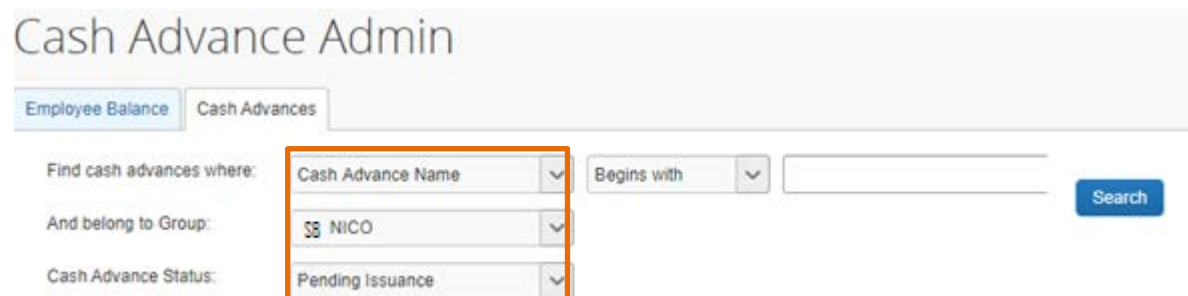 Cash Advance Admin
Employee Balance Cash Advances
Find cash advances where: Cash Advance Name Begins with Search
And belong to Group: SB NICO
Cash Advance Status: Pending Issuance